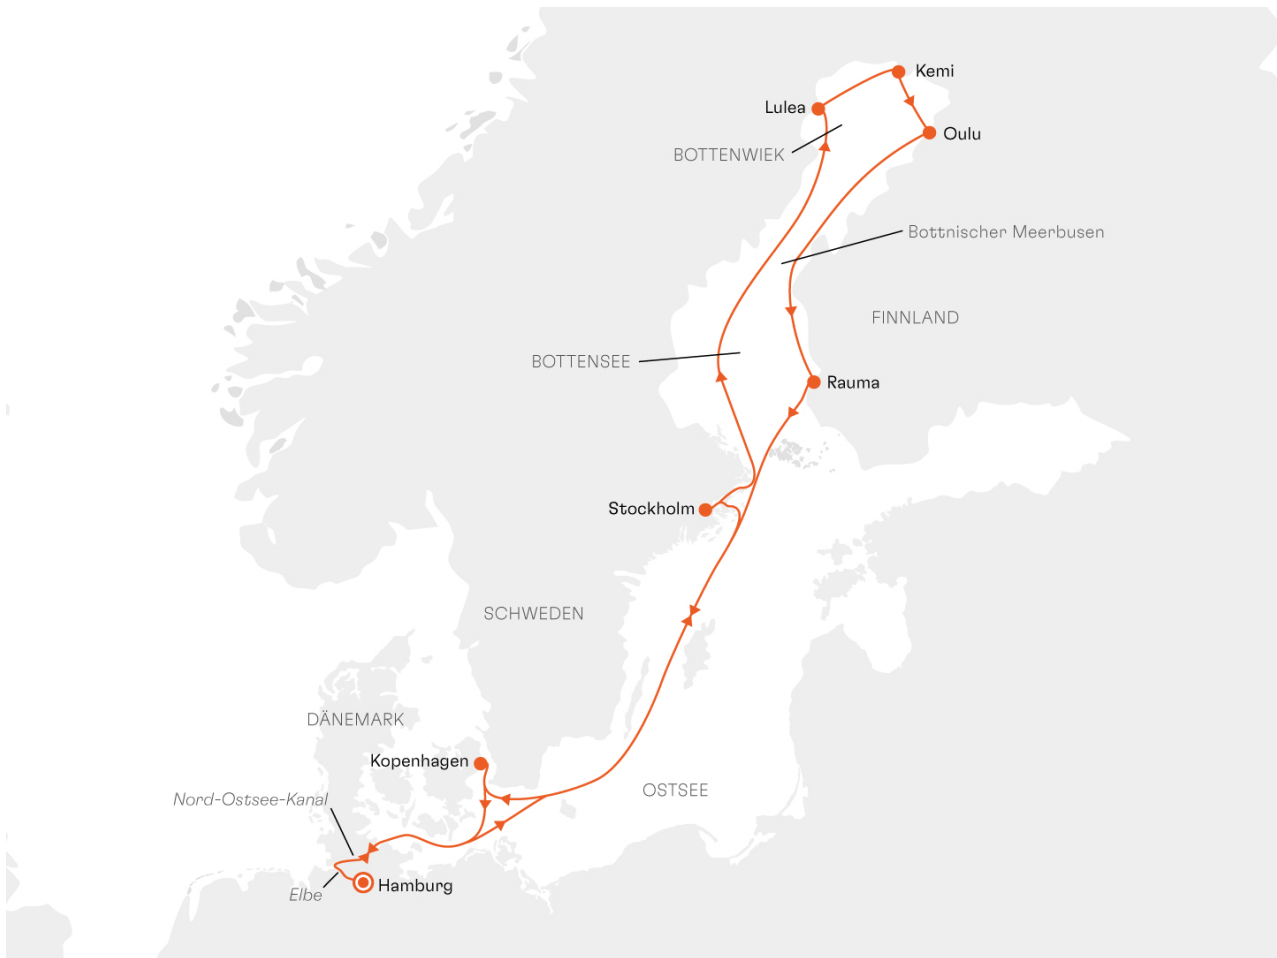 Kemi
Lulea
Oulu
BOTTENWIEK
Bottnischer Meerbusen
FINNLAND
BOTTENSEE
Rauma
Stockholm
SCHWEDEN
DÄNEMARK
Kopenhagen
OSTSEE
Nord-Ostsee-Kanal
Hamburg
Elbe